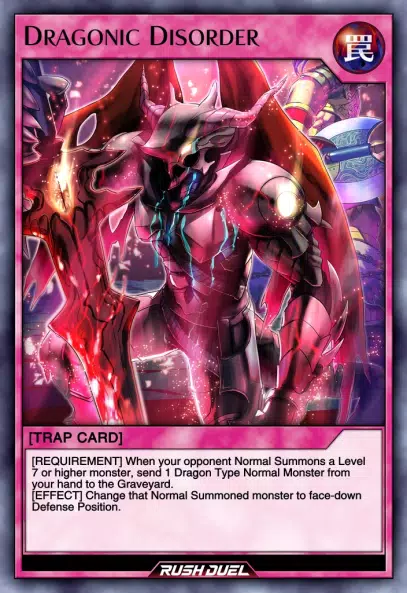 Dragonic Disorder
罠
[TRAP CARD]
[REQUIREMENT] When your opponent Normal Summons a Level
7 or higher monster, send 1 Dragon Type Normal Monster from
your hand to the Graveyard.
[EFFECT] Change that Normal Summoned monster to face-down
Defense Position.
RUSH DUEL